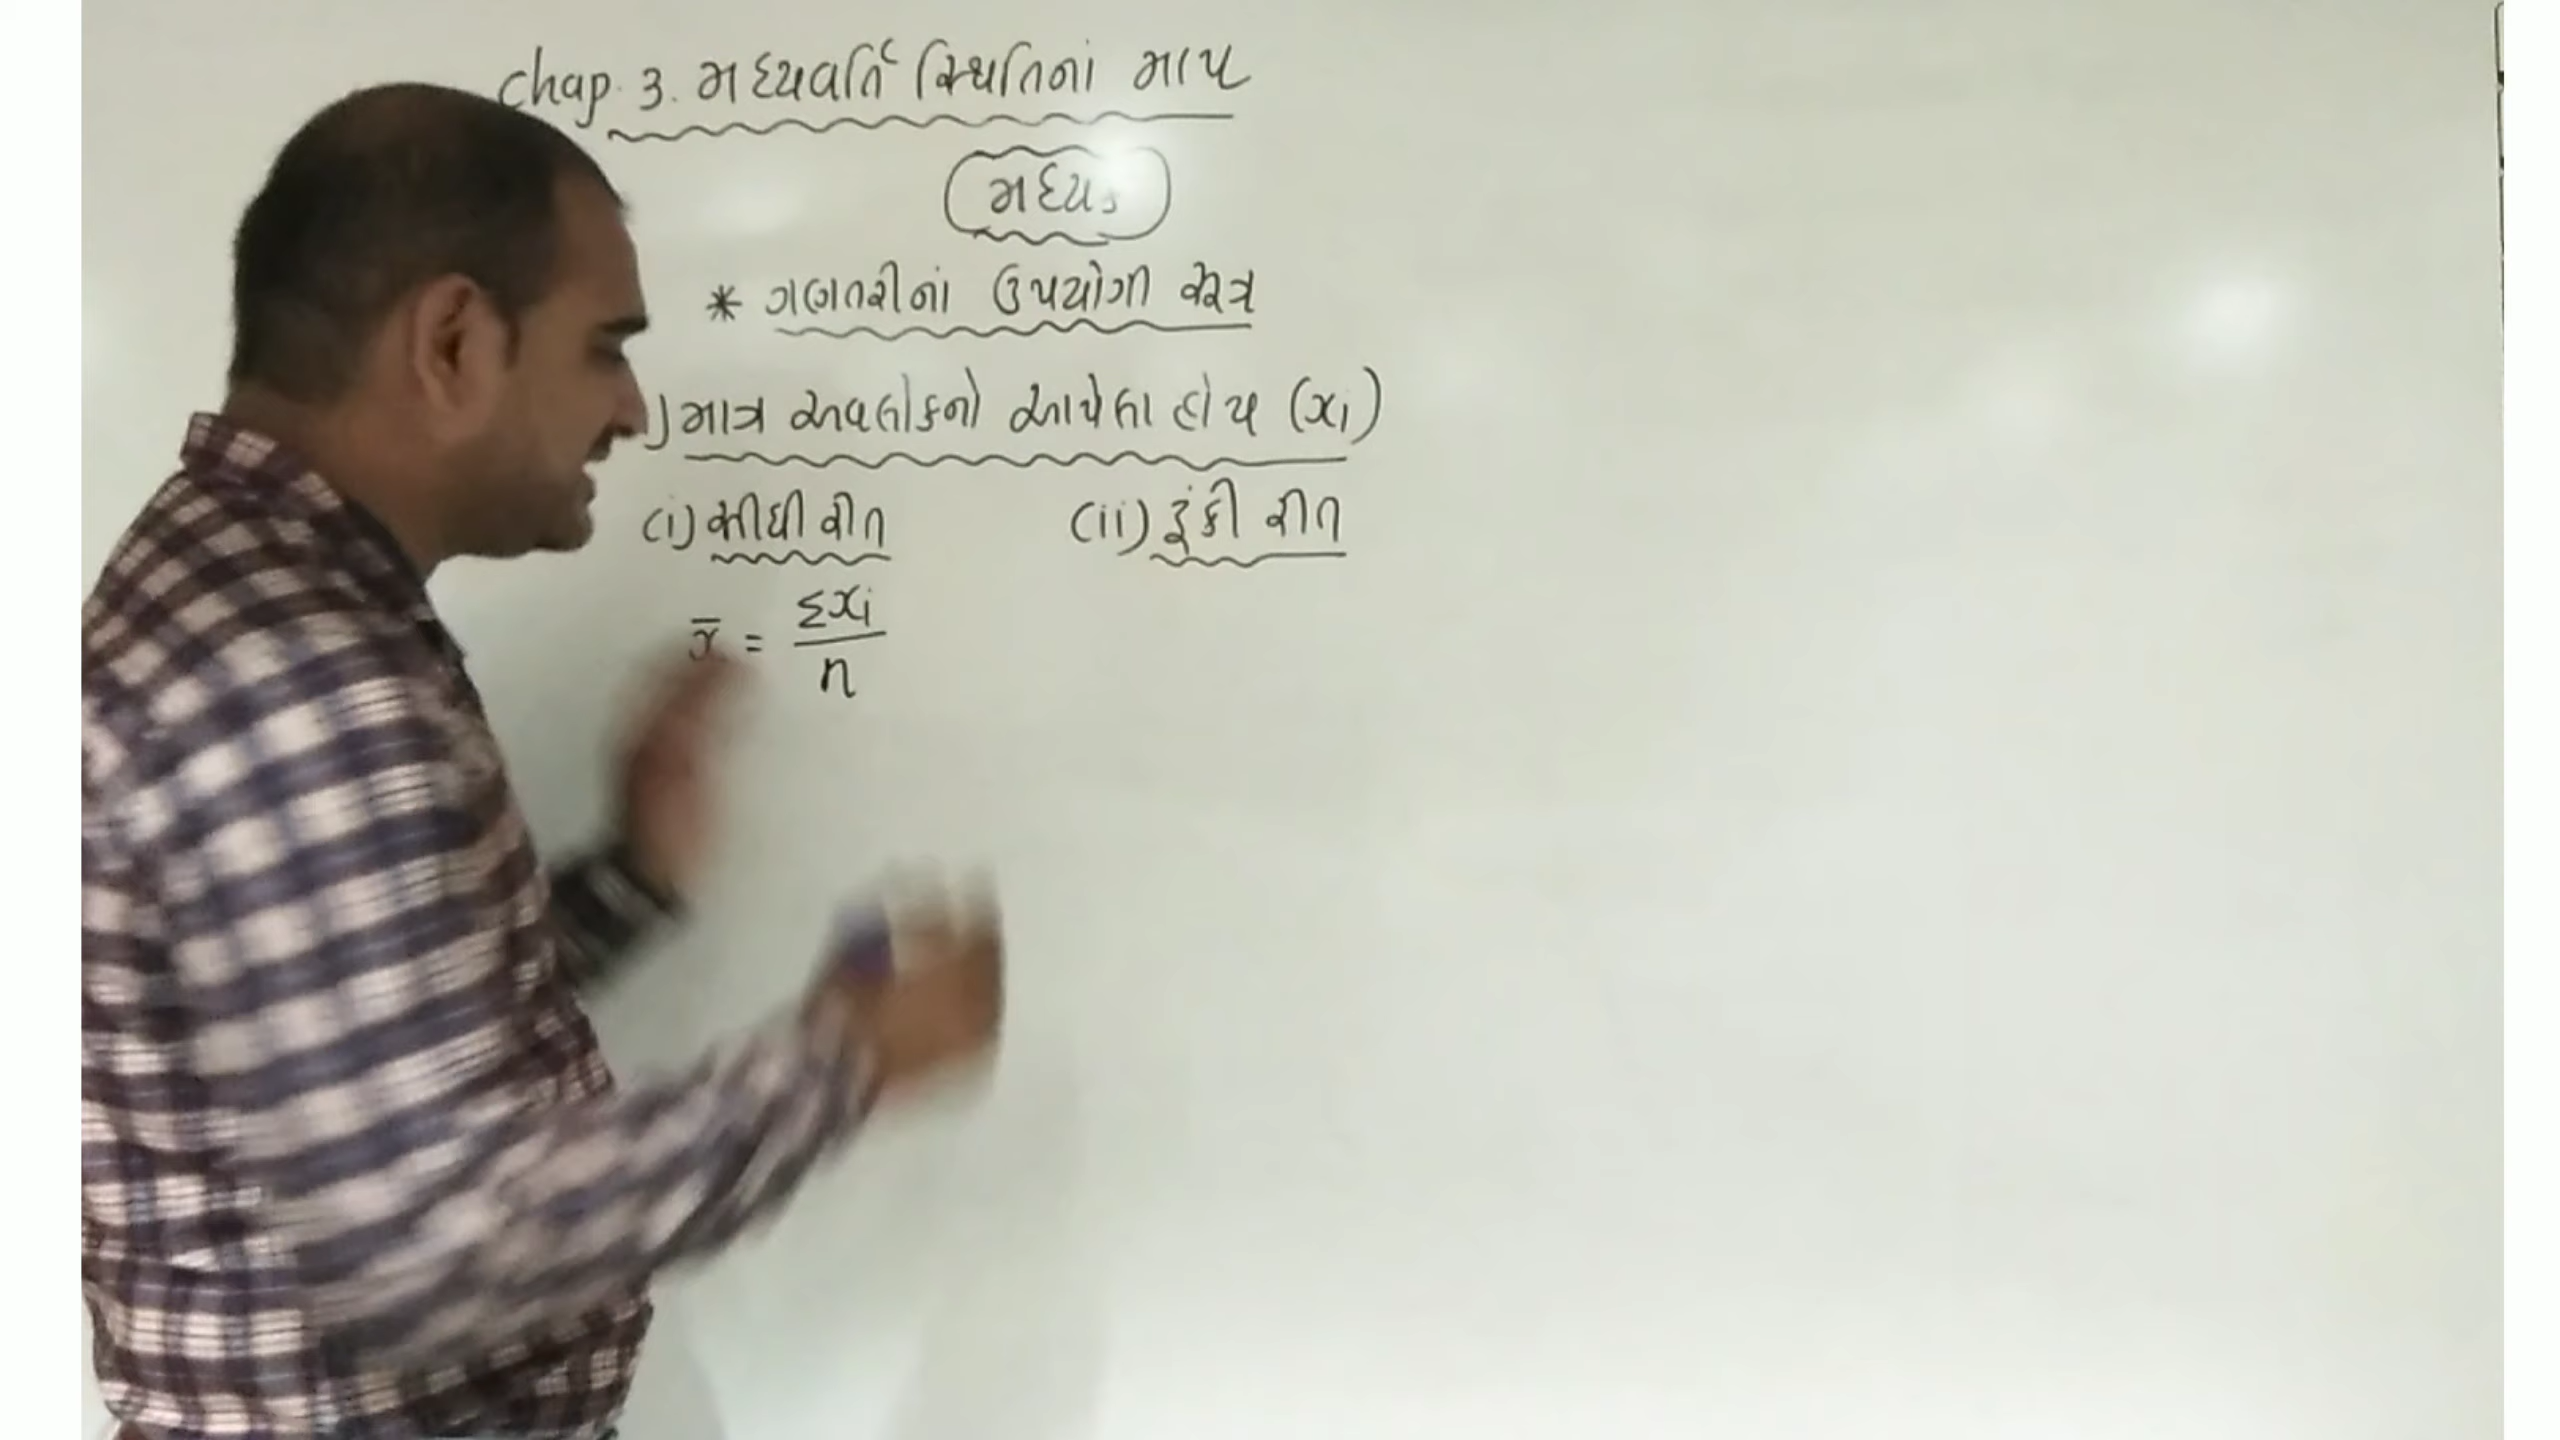 Chap. 3. મધ્યવર્તિ સ્થિતિનાં માપ
મધ્યક
* ગણતરીનાં ઉપયોગી સૂત્ર
) માત્ર અવલોકનો આપેલા હોય (xi)
(i) સીધી રીત (ii) ટૂંકી રીત
x̄ = Σxi / n